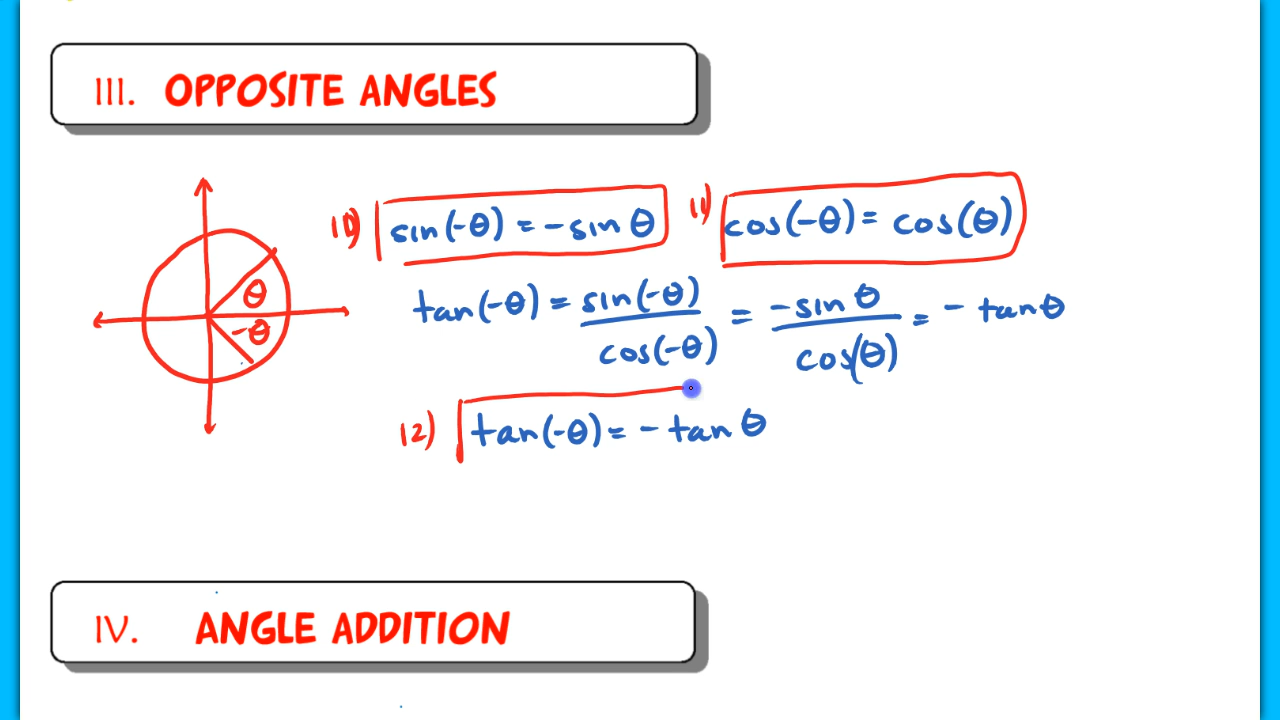 III. OPPOSITE ANGLES
10) sin(-θ) = -sin θ 11) cos(-θ) = cos(θ)
θ
-θ
tan(-θ) = sin(-θ)/cos(-θ) = -sin θ/cos(θ) = - tan θ
12) tan(-θ) = - tan θ
IV. ANGLE ADDITION